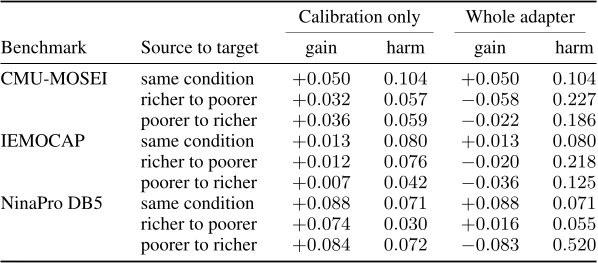 Calibration only Whole adapter
Benchmark Source to target gain harm gain harm
CMU-MOSEI same condition +0.050 0.104 +0.050 0.104
richer to poorer +0.032 0.057 −0.058 0.227
poorer to richer +0.036 0.059 −0.022 0.186
IEMOCAP same condition +0.013 0.080 +0.013 0.080
richer to poorer +0.012 0.076 −0.020 0.218
poorer to richer +0.007 0.042 −0.036 0.125
NinaPro DB5 same condition +0.088 0.071 +0.088 0.071
richer to poorer +0.074 0.030 +0.016 0.055
poorer to richer +0.084 0.072 −0.083 0.520